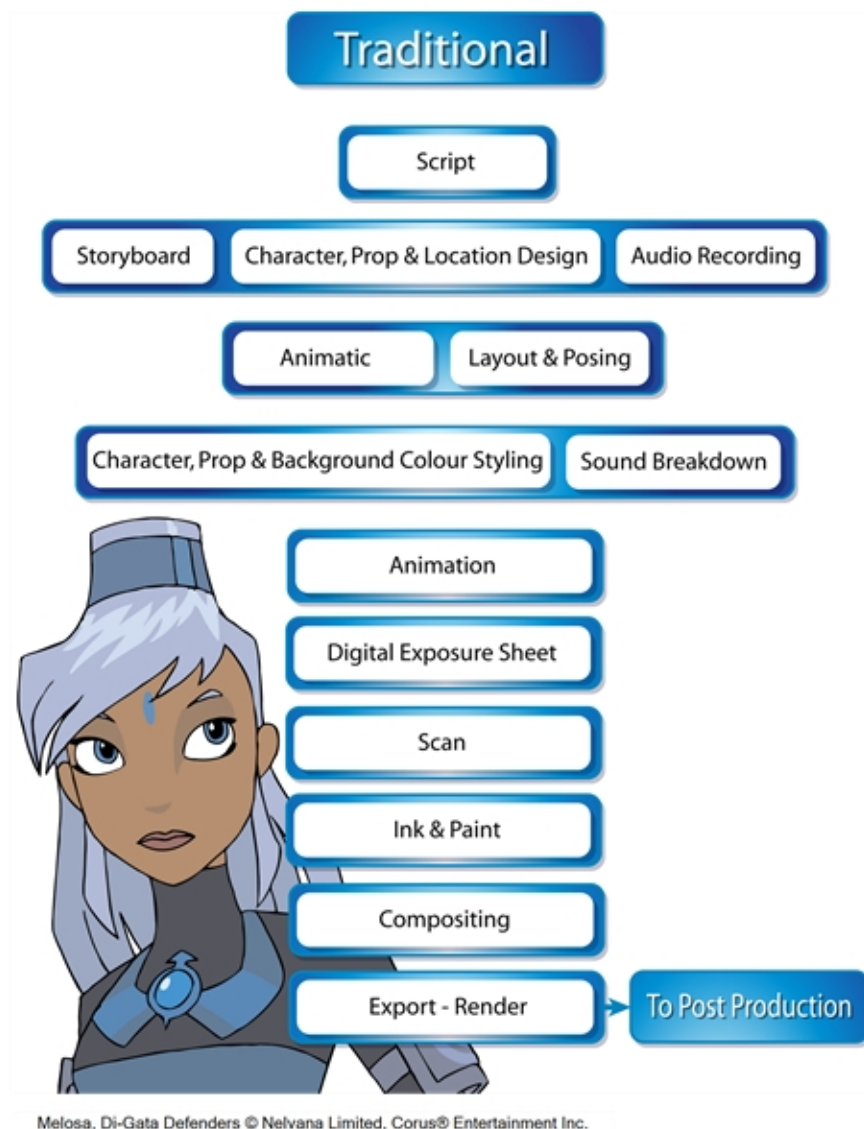 Traditional
Script
Storyboard
Character, Prop & Location Design
Audio Recording
Animatic
Layout & Posing
Character, Prop & Background Colour Styling
Sound Breakdown
Animation
Digital Exposure Sheet
Scan
Ink & Paint
Compositing
Export - Render
To Post Production
Melosa, Di-Gata Defenders © Nelvana Limited, Corus® Entertainment Inc.